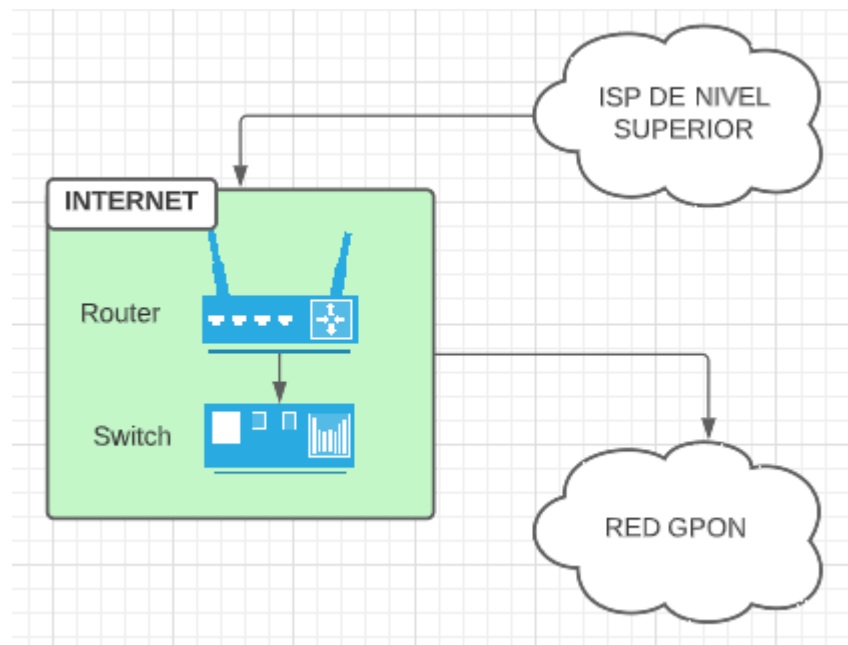 ISP DE NIVEL
SUPERIOR
INTERNET
Router
Switch
RED GPON